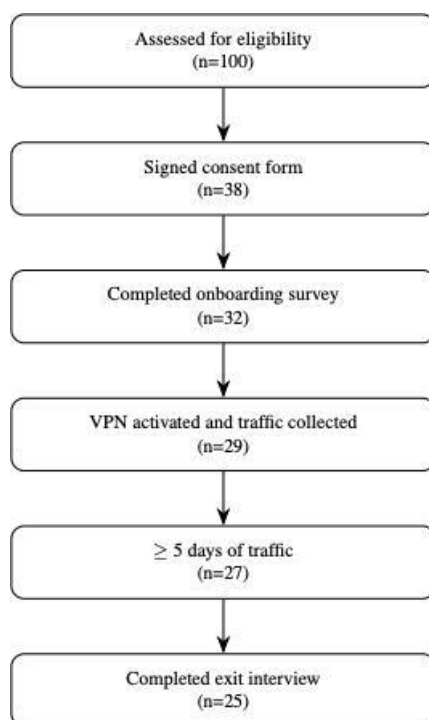 Assessed for eligibility
(n=100)
Signed consent form
(n=38)
Completed onboarding survey
(n=32)
VPN activated and traffic collected
(n=29)
≥ 5 days of traffic
(n=27)
Completed exit interview
(n=25)